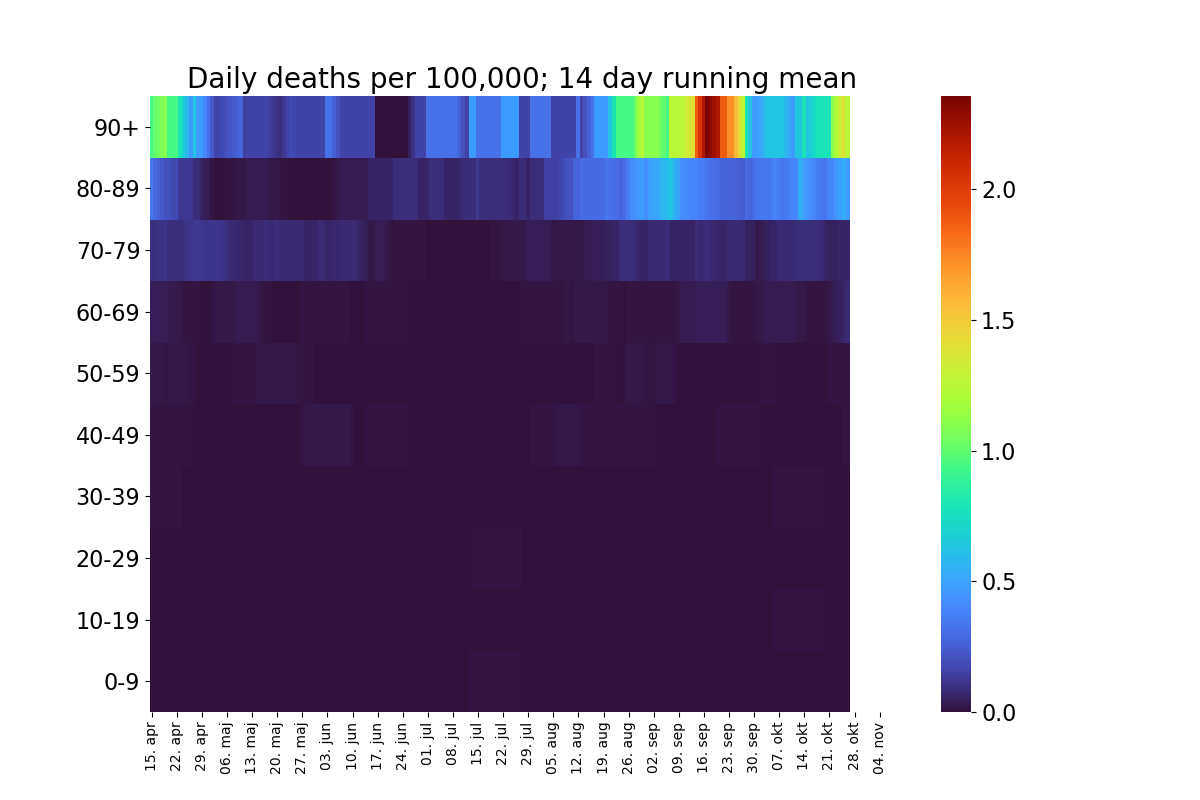 Daily deaths per 100,000; 14 day running mean
90+
80-89
70-79
60-69
50-59
40-49
30-39
20-29
10-19
0-9
15. apr
22. apr
29. apr
06. maj
13. maj
20. maj
27. maj
03. jun
10. jun
17. jun
24. jun
01. jul
08. jul
15. jul
22. jul
29. jul
05. aug
12. aug
19. aug
26. aug
02. sep
09. sep
16. sep
23. sep
30. sep
07. okt
14. okt
21. okt
28. okt
04. nov
2.0
1.5
1.0
0.5
0.0